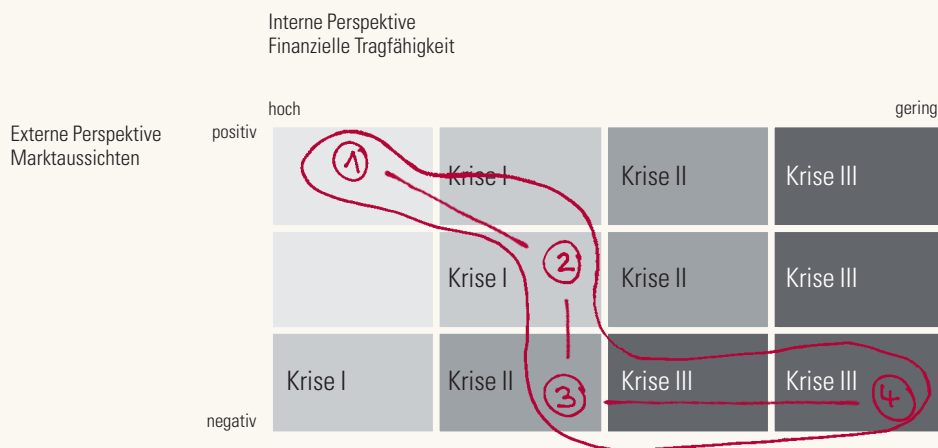 Interne Perspektive
Finanzielle Tragfähigkeit
hoch
gering
Externe Perspektive
Marktaussichten
positiv
1
Krise I
Krise II
Krise III
Krise I
2
Krise II
Krise III
Krise I
Krise II
3
Krise III
Krise III
4
negativ